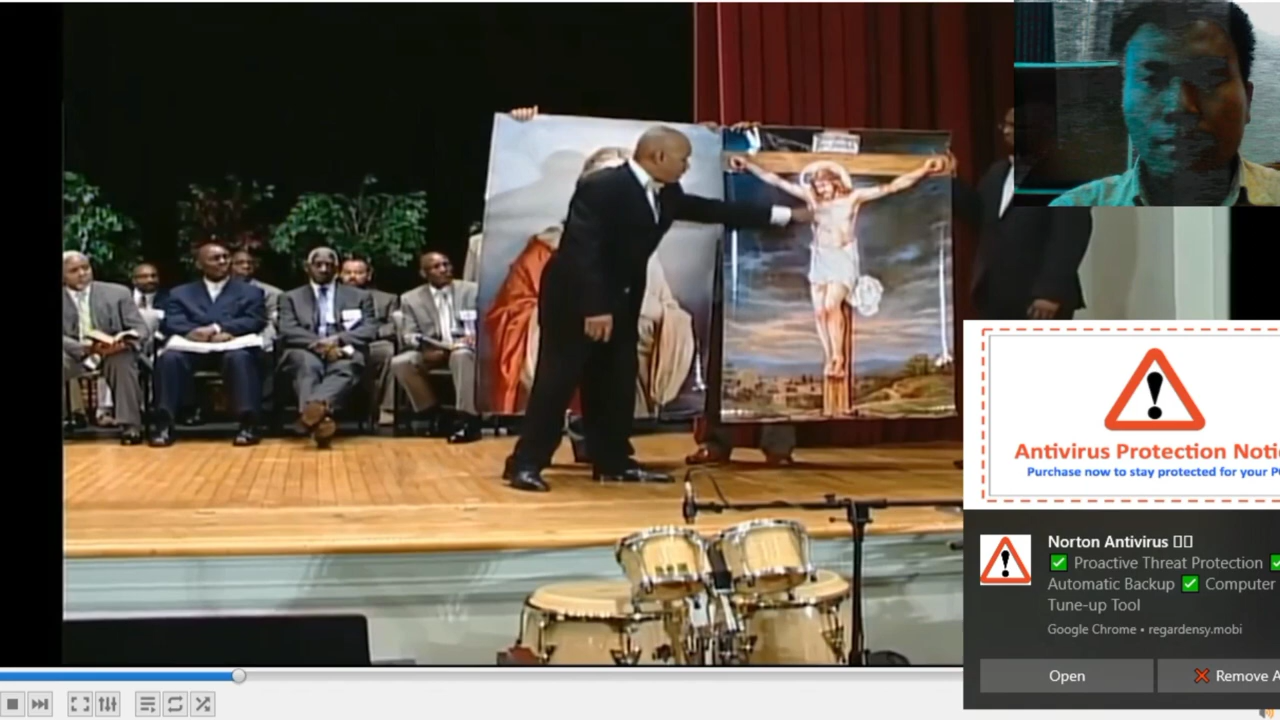 Antivirus Protection Noti
Purchase now to stay protected for your P
Norton Antivirus
✅ Proactive Threat Protection ✅
Automatic Backup ✅ Computer
Tune-up Tool
Google Chrome • regardensy.mobi
Open
❌ Remove A